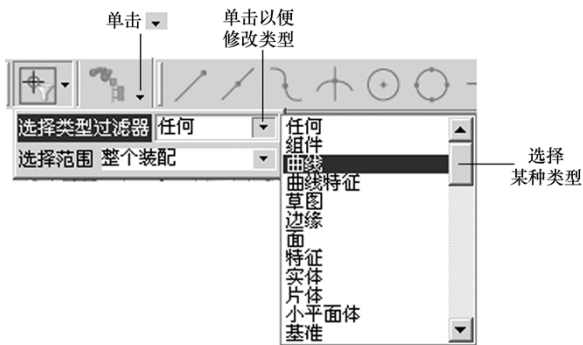 单击
单击以便
修改类型
选择类型过滤器 任何
选择范围 整个装配
任何
组件
曲线
曲线特征
草图
边缘
面
特征
实体
片体
小平面体
基准
选择
某种类型